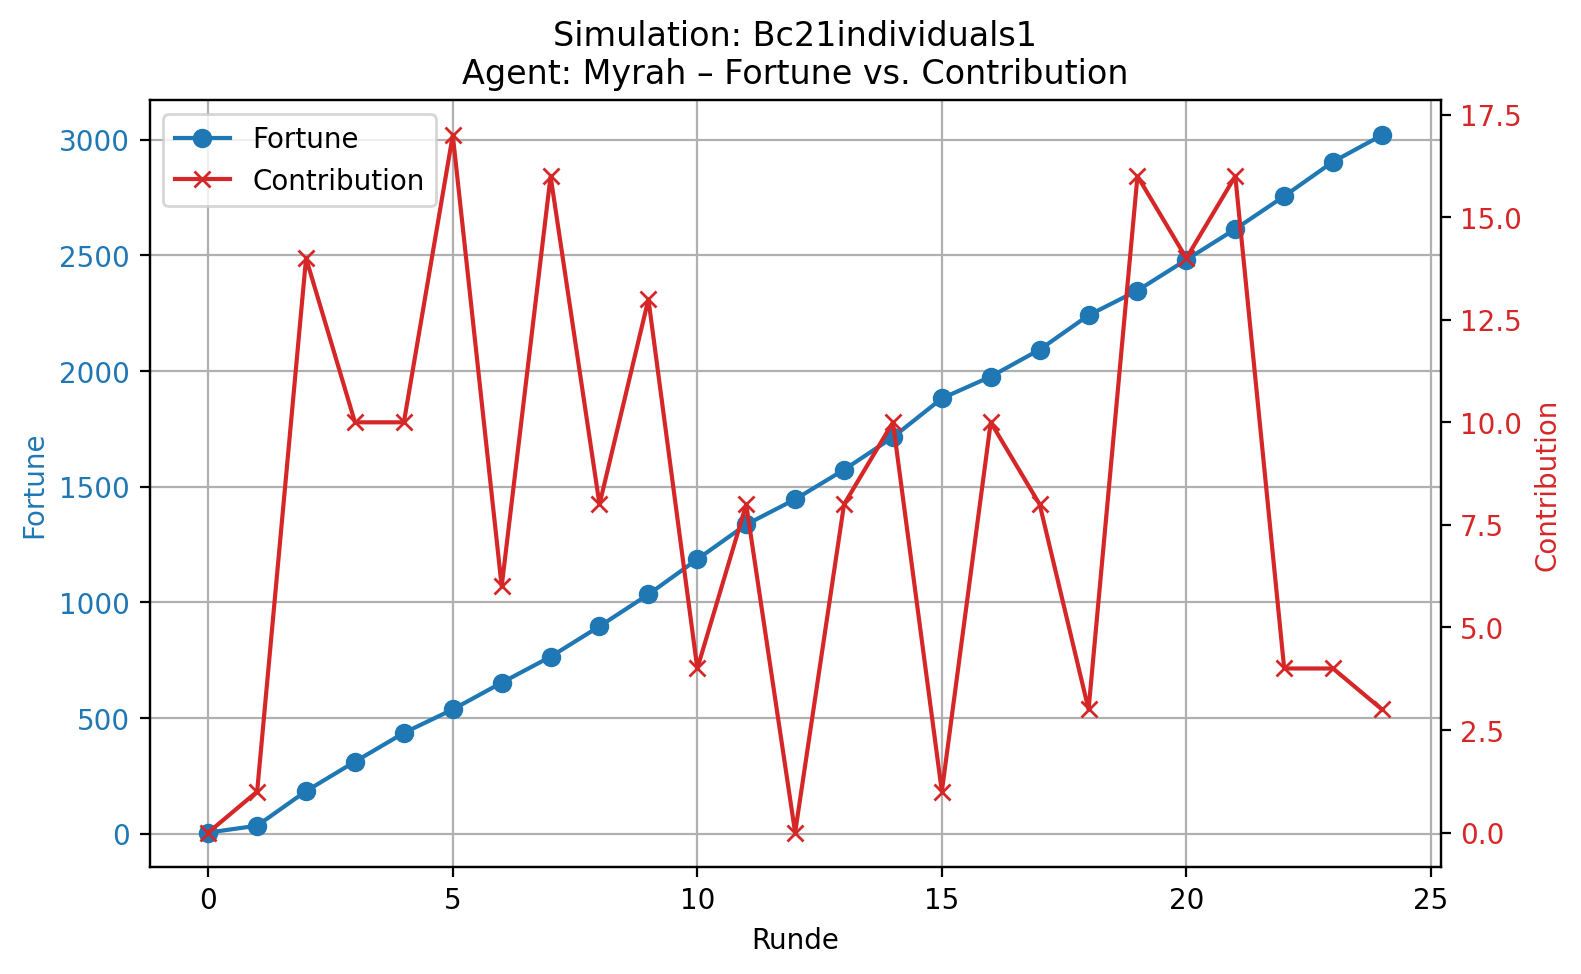 Simulation: Bc21individuals1
Agent: Myrah – Fortune vs. Contribution
Fortune
Contribution
3000
2500
2000
1500
1000
500
0
Fortune
17.5
15.0
12.5
10.0
7.5
5.0
2.5
0.0
Contribution
0 5 10 15 20 25
Runde